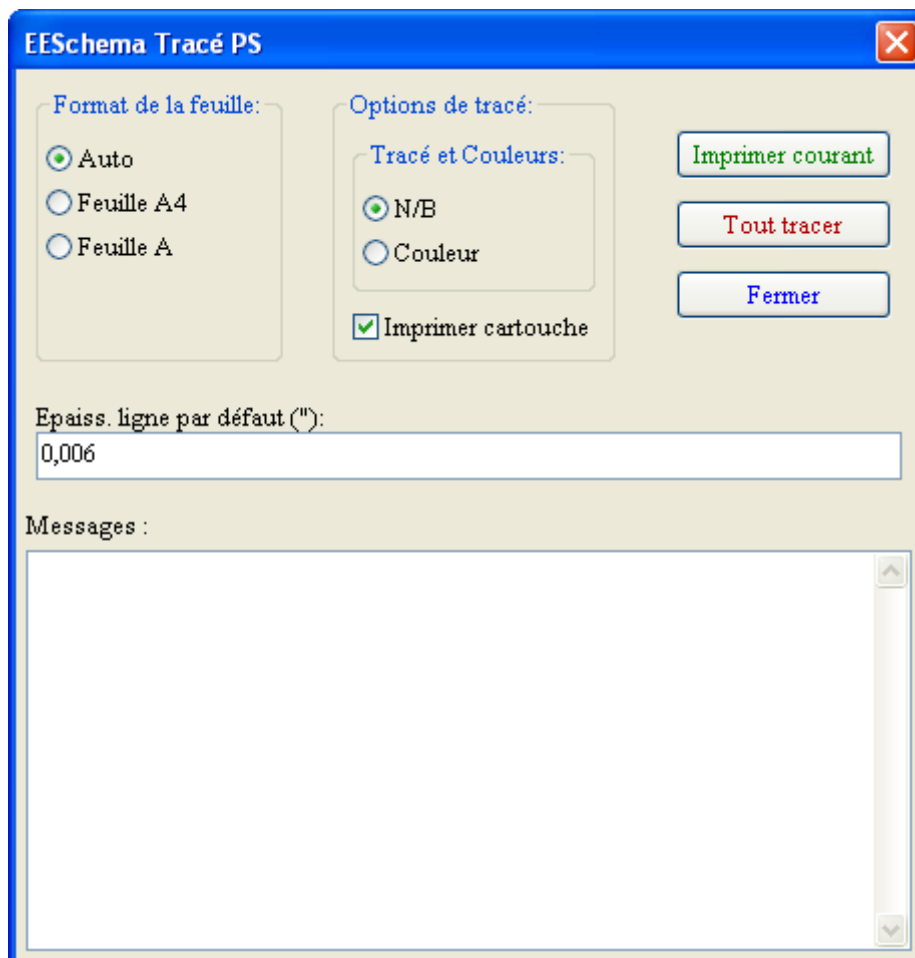 EESchema Tracé PS
Format de la feuille:
Auto
Feuille A4
Feuille A
Options de tracé:
Tracé et Couleurs:
N/B
Couleur
Imprimer cartouche
Imprimer courant
Tout tracer
Fermer
Epaiss. ligne par défaut ("):
0,006
Messages :